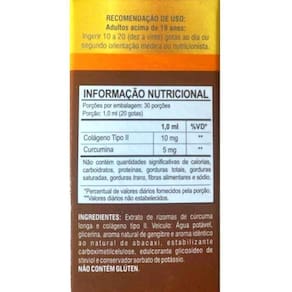 RECOMENDAÇÃO DE USO:
Adultos acima de 19 anos:
Ingerir 10 a 20 (dez a vinte) gotas ao dia ou
segundo orientação médica ou nutricionista.
INFORMAÇÃO NUTRICIONAL
Porções por embalagem: 30 porções
Porção: 1,0 ml (20 gotas)
1,0 ml %VD*
Colágeno Tipo II 10 mg **
Curcumina 5 mg **
Não contém quantidades significativas de calorias,
carboidratos, proteínas, gorduras totais, gorduras
saturadas, gorduras trans, fibras alimentares e sódio.
*Percentual de valores diários fornecidos pela porção.
**Valores diários não estabelecidos.
INGREDIENTES: Extrato de rizomas de cúrcuma
longa e colágeno tipo II. Veículo: Água potável,
glicerina, aroma natural de gengibre e aroma idêntico
ao natural de abacaxi, estabilizante
carboximetilcelulose, edulcorante glicosídeo de
steviol e conservador sorbato de potássio.
NÃO CONTÉM GLÚTEN.